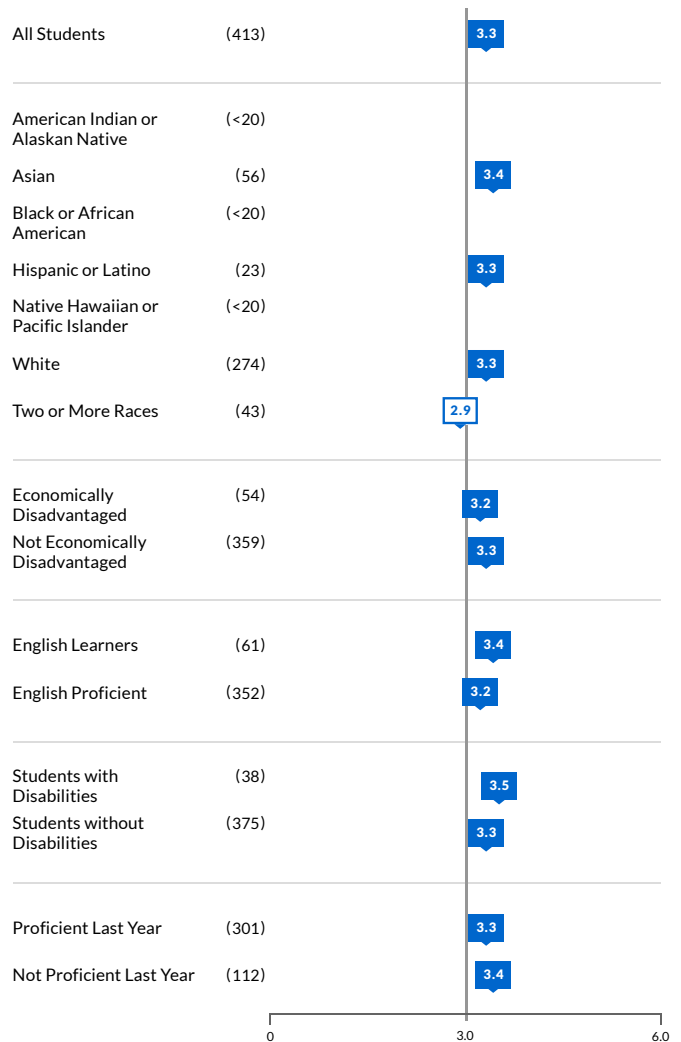 All Students (413) 3.3
American Indian or (<20)
Alaskan Native
Asian (56) 3.4
Black or African (<20)
American
Hispanic or Latino (23) 3.3
Native Hawaiian or (<20)
Pacific Islander
White (274) 3.3
Two or More Races (43) 2.9
Economically (54) 3.2
Disadvantaged
Not Economically (359) 3.3
Disadvantaged
English Learners (61) 3.4
English Proficient (352) 3.2
Students with (38) 3.5
Disabilities
Students without (375) 3.3
Disabilities
Proficient Last Year (301) 3.3
Not Proficient Last Year (112) 3.4
0 3.0 6.0